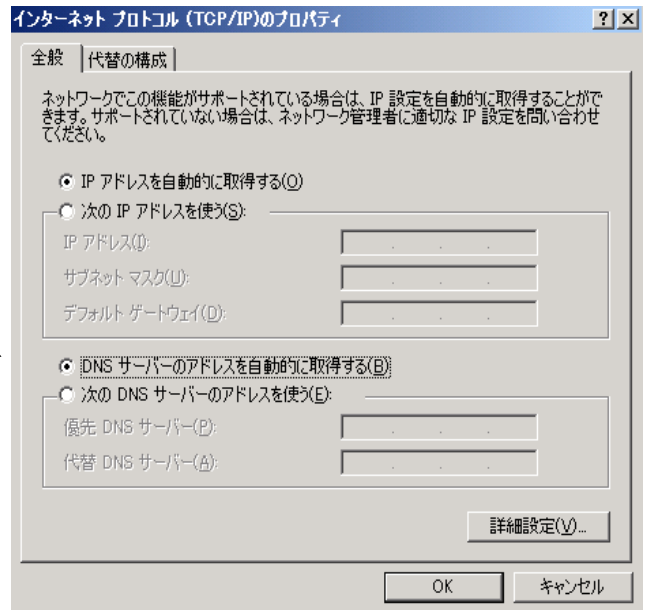 インターネット プロトコル (TCP/IP)のプロパティ
全般
代替の構成
ネットワークでこの機能がサポートされている場合は、IP 設定を自動的に取得することがで
きます。サポートされていない場合は、ネットワーク管理者に適切な IP 設定を問い合わせ
てください。
IP アドレスを自動的に取得する(O)
次の IP アドレスを使う(S):
IP アドレス(I):
サブネット マスク(U):
デフォルト ゲートウェイ(D):
DNS サーバーのアドレスを自動的に取得する(B)
次の DNS サーバーのアドレスを使う(E):
優先 DNS サーバー(P):
代替 DNS サーバー(A):
詳細設定(V)...
OK
キャンセル